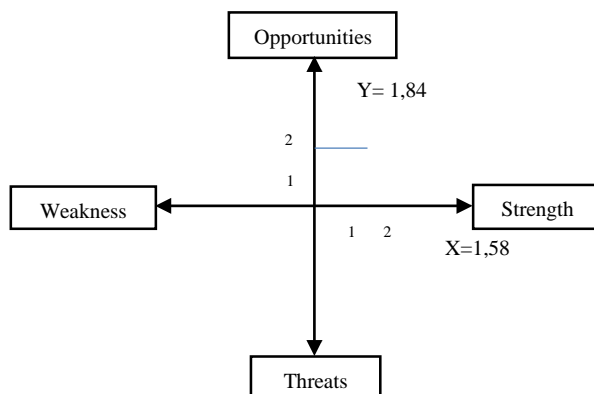 Opportunities
Y= 1,84
2
1
Weakness
Strength
1 2
X=1,58
Threats